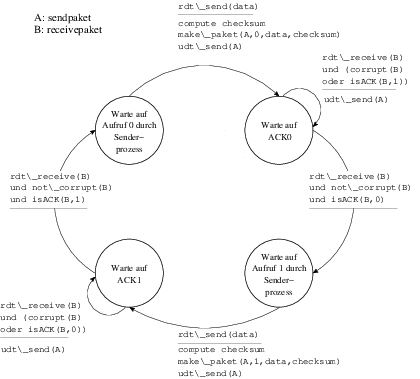 A: sendpaket
B: receivepaket
rdt\_send(data)
compute checksum
make\_paket(A,0,data,checksum)
udt\_send(A)
rdt\_receive(B)
und (corrupt(B)
oder isACK(B,1))
udt\_send(A)
Warte auf
Aufruf 0 durch
Sender–
prozess
Warte auf
ACK0
rdt\_receive(B)
und not\_corrupt(B)
und isACK(B,1)
rdt\_receive(B)
und not\_corrupt(B)
und isACK(B,0)
Warte auf
ACK1
Warte auf
Aufruf 1 durch
Sender–
prozess
rdt\_receive(B)
und (corrupt(B)
oder isACK(B,0))
udt\_send(A)
rdt\_send(data)
compute checksum
make\_paket(A,1,data,checksum)
udt\_send(A)